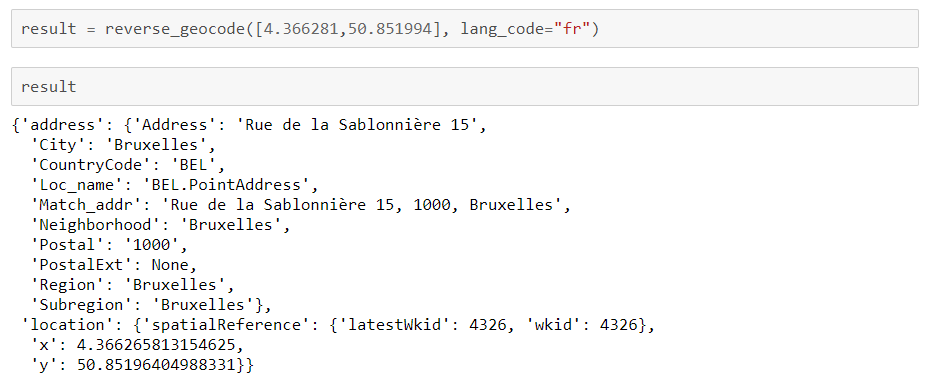 result = reverse_geocode([4.366281,50.851994], lang_code="fr")
result
{'address': {'Address': 'Rue de la Sablonnière 15',
  'City': 'Bruxelles',
  'CountryCode': 'BEL',
  'Loc_name': 'BEL.PointAddress',
  'Match_addr': 'Rue de la Sablonnière 15, 1000, Bruxelles',
  'Neighborhood': 'Bruxelles',
  'Postal': '1000',
  'PostalExt': None,
  'Region': 'Bruxelles',
  'Subregion': 'Bruxelles'},
 'location': {'spatialReference': {'latestWkid': 4326, 'wkid': 4326},
  'x': 4.366265813154625,
  'y': 50.85196404988331}}